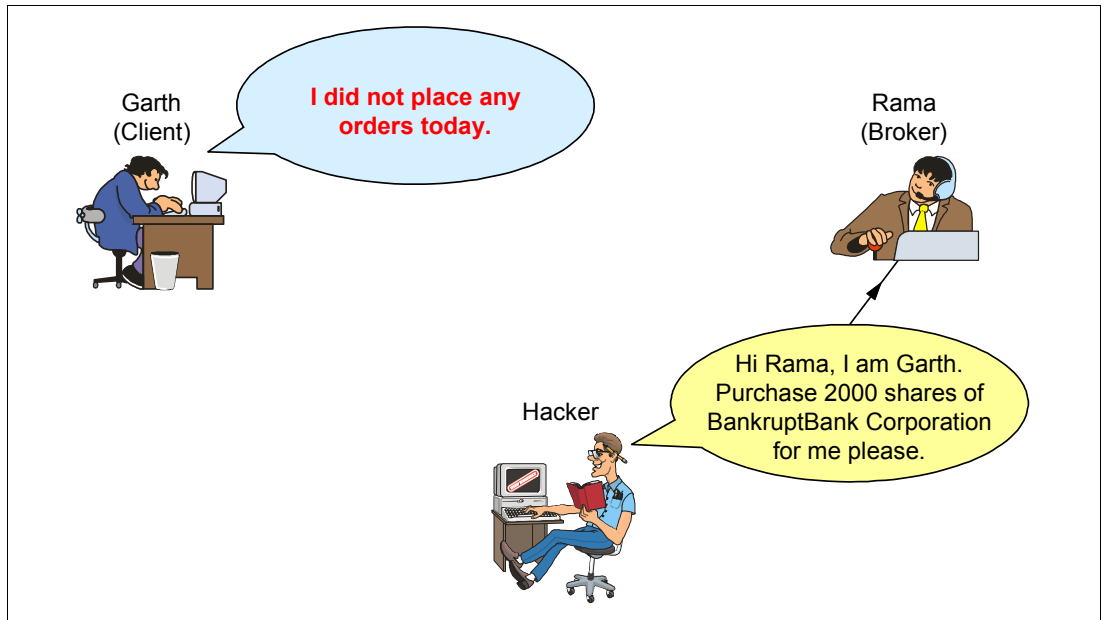 Garth
(Client)
I did not place any
orders today.
Rama
(Broker)
Hacker
Hi Rama, I am Garth.
Purchase 2000 shares of
BankruptBank Corporation
for me please.